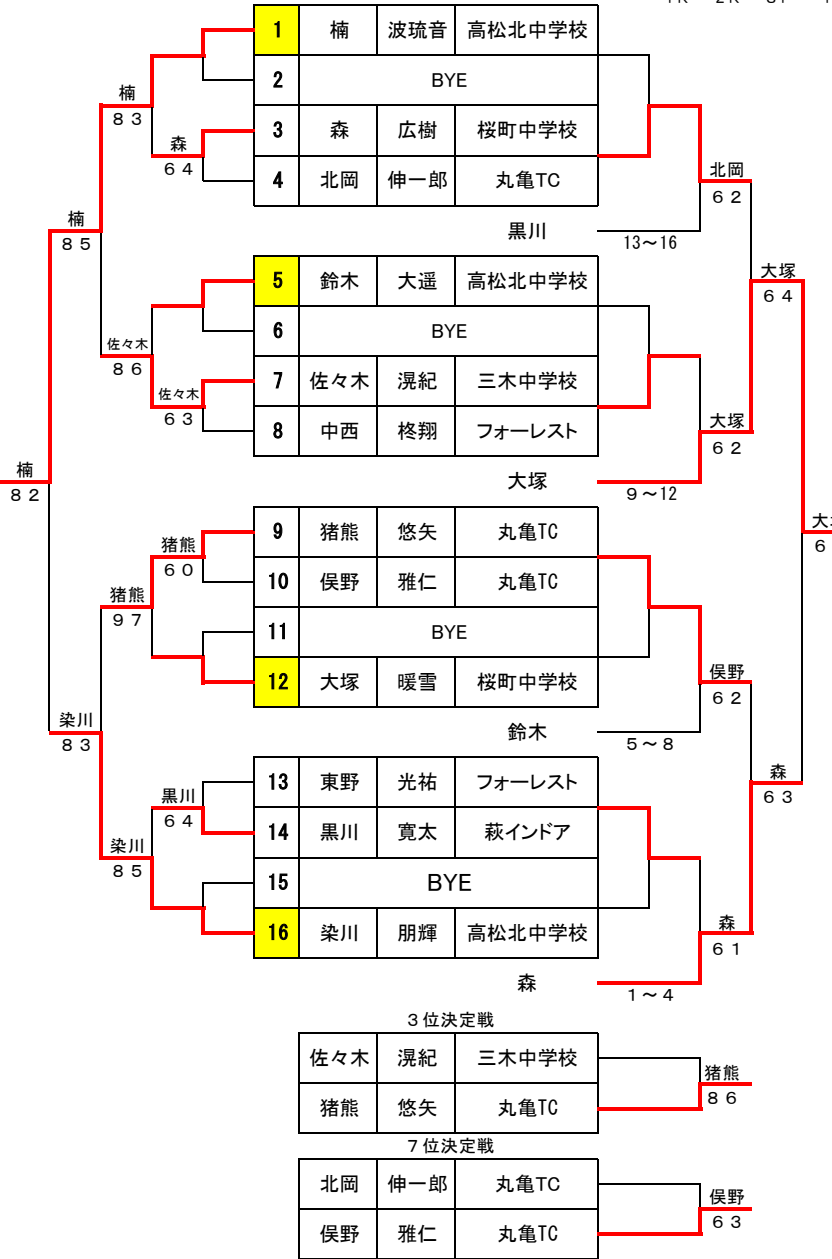 1 楠 波琉音 高松北中学校
2 BYE
楠
8 3
3 森 広樹 桜町中学校
森
6 4
4 北岡 伸一郎 丸亀TC
北岡
6 2
楠
8 5
黒川
13～16
5 鈴木 大遥 高松北中学校
大塚
6 4
6 BYE
佐々木
8 6
7 佐々木 滉紀 三木中学校
佐々木
6 3
8 中西 柊翔 フォーレスト
大塚
6 2
楠
8 2
大塚
9～12
9 猪熊 悠矢 丸亀TC
猪熊
6 0
10 俣野 雅仁 丸亀TC
猪熊
9 7
11 BYE
12 大塚 暖雪 桜町中学校
俣野
6 2
染川
8 3
鈴木
5～8
13 東野 光祐 フォーレスト
森
6 3
黒川
6 4
14 黒川 寛太 萩インドア
染川
8 5
15 BYE
16 染川 朋輝 高松北中学校
森
6 1
森
1～4
3位決定戦
佐々木 滉紀 三木中学校
猪熊 悠矢 丸亀TC
猪熊
8 6
7位決定戦
北岡 伸一郎 丸亀TC
俣野 雅仁 丸亀TC
俣野
6 3